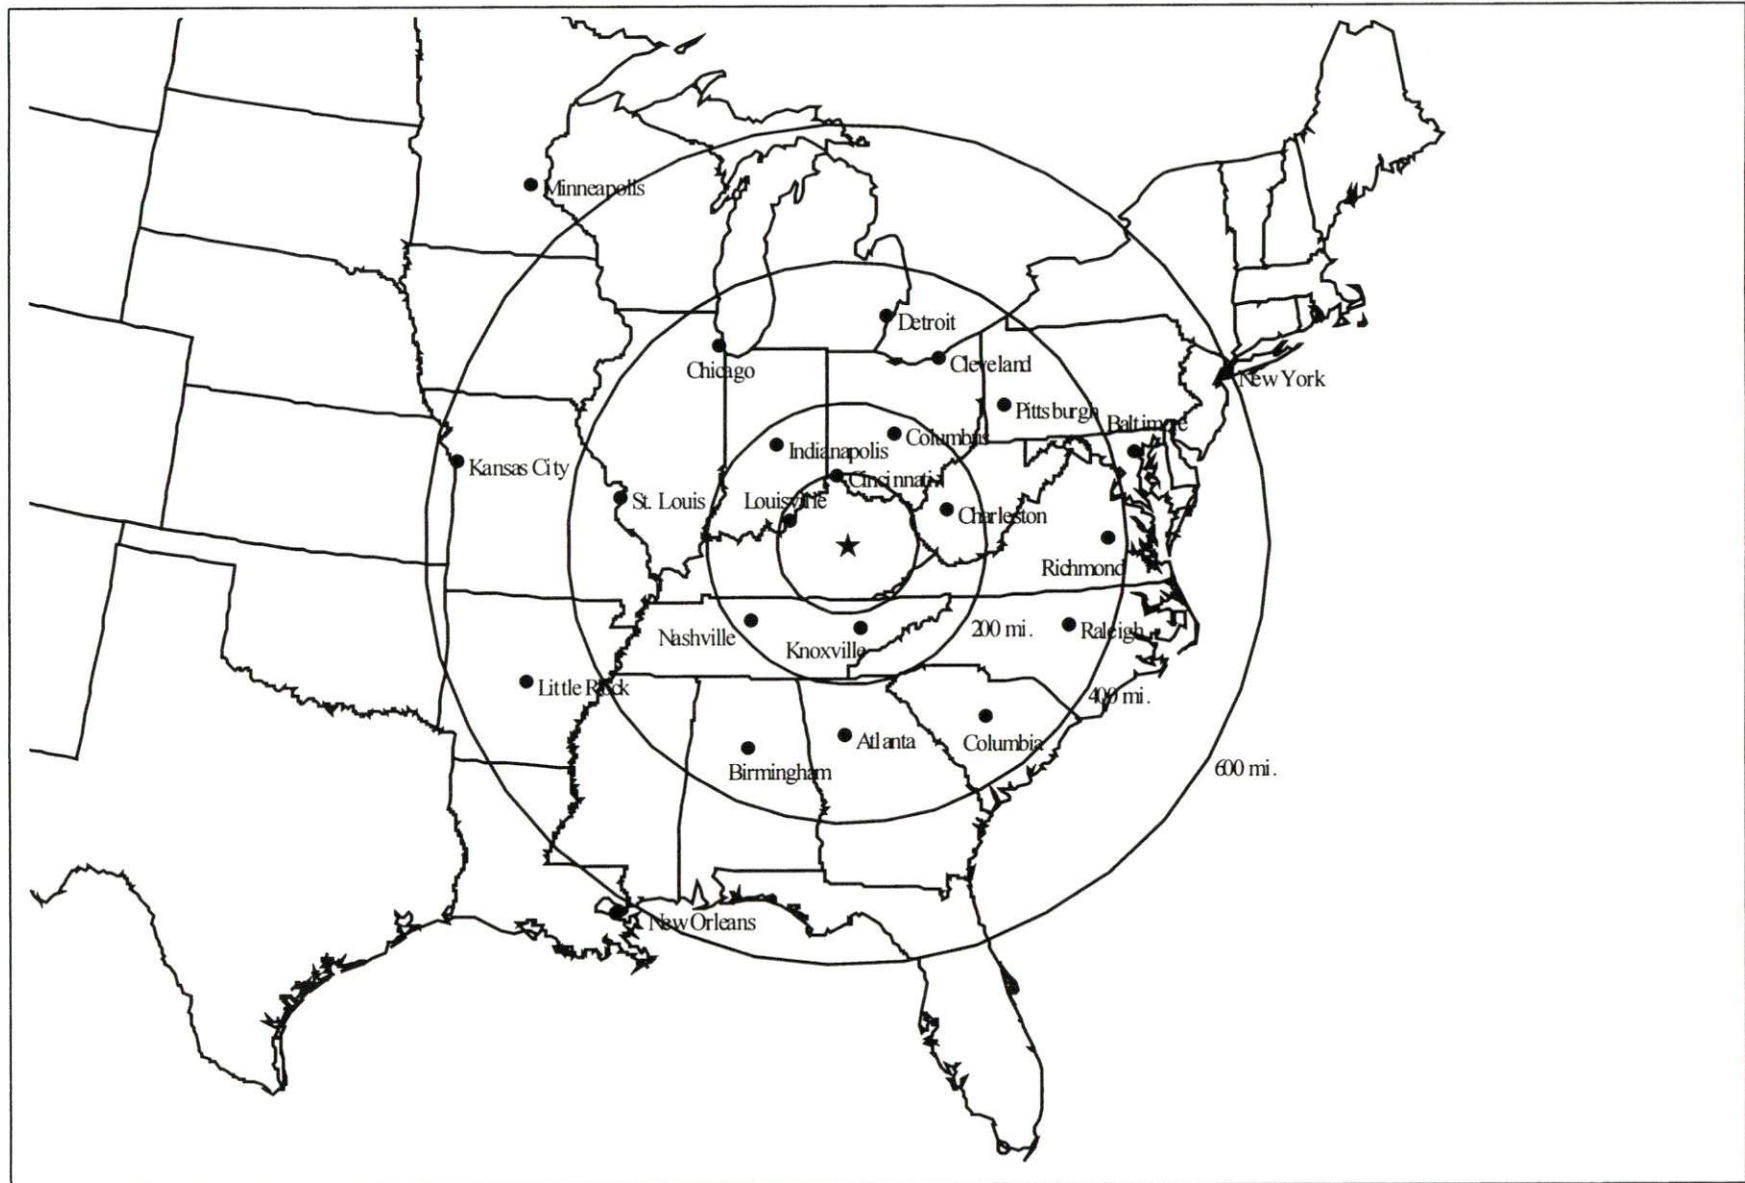 Minneapolis
Detroit
Chicago
Cleveland
New York
Pittsburgh
Baltimore
Columbus
Indianapolis
Kansas City
Cincinnati
St. Louis
Louisville
Charleston
Richmond
Nashville
Knoxville
200 mi.
Raleigh
Little Rock
400 mi.
Atlanta
Columbia
Birmingham
600 mi.
New Orleans